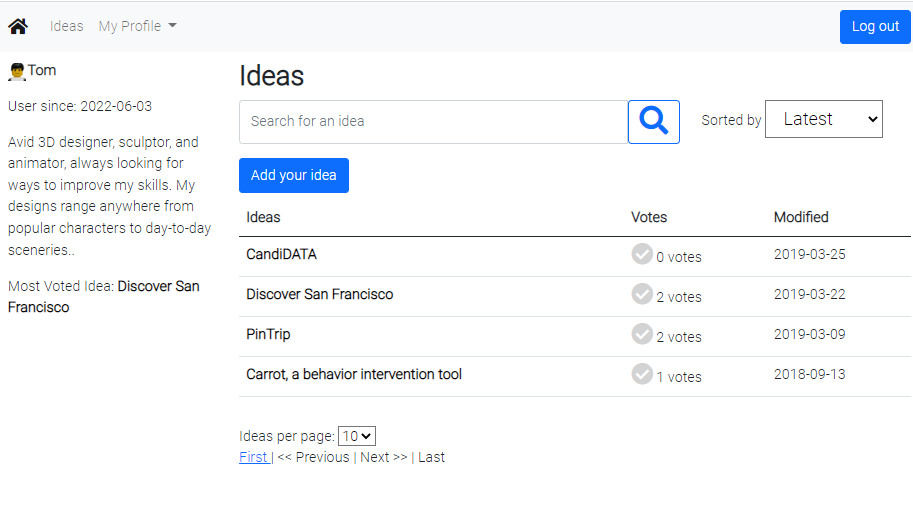 Ideas My Profile Log out
Tom
User since: 2022-06-03
Avid 3D designer, sculptor, and
animator, always looking for
ways to improve my skills. My
designs range anywhere from
popular characters to day-to-day
sceneries..
Most Voted Idea: Discover San
Francisco
Ideas
Search for an idea
Sorted by Latest
Add your idea
Ideas Votes Modified
CandiDATA 0 votes 2019-03-25
Discover San Francisco 2 votes 2019-03-22
PinTrip 2 votes 2019-03-09
Carrot, a behavior intervention tool 1 votes 2018-09-13
Ideas per page: 10
First | << Previous | Next >> | Last